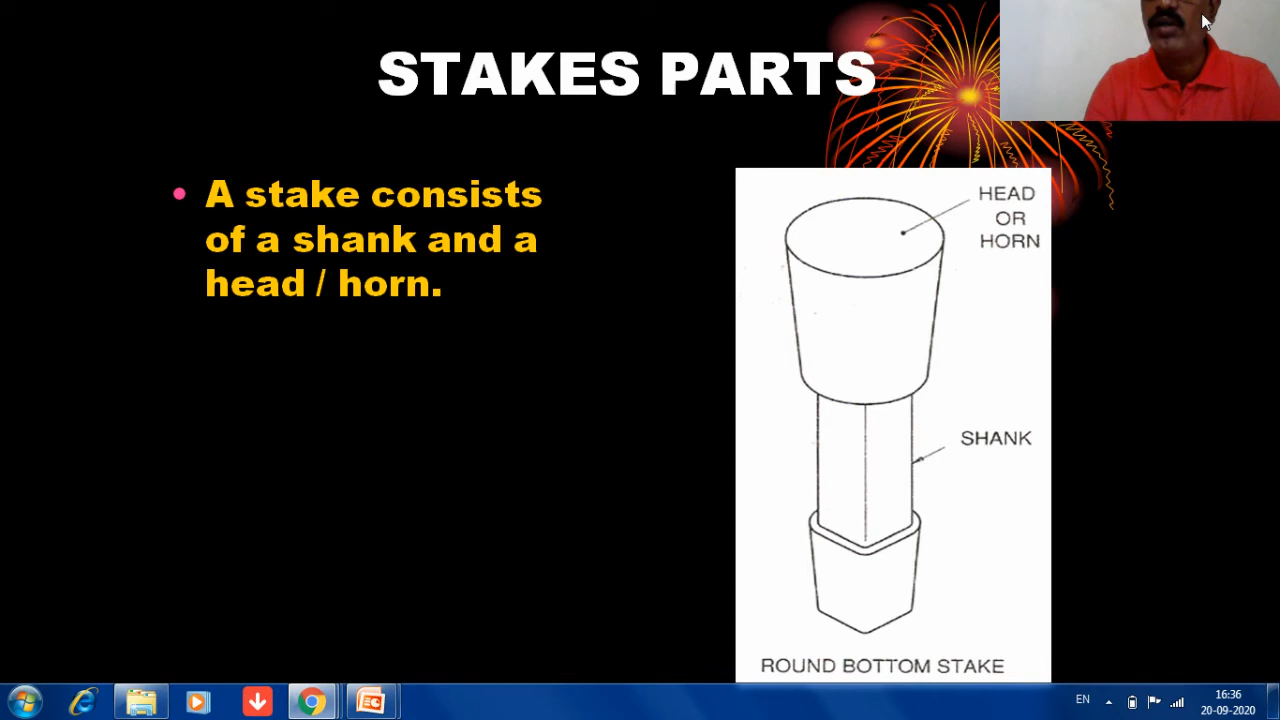 STAKES PARTS
• A stake consists
of a shank and a
head / horn.
HEAD
OR
HORN
SHANK
ROUND BOTTOM STAKE
EN
16:36
20-09-2020